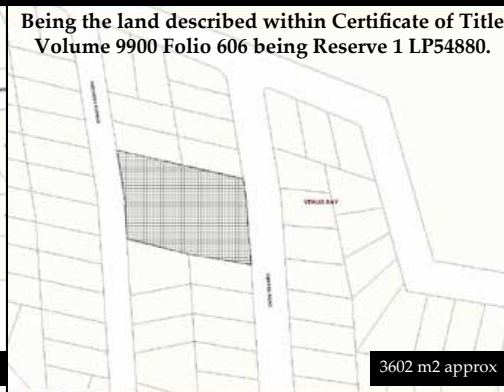 Being the land described within Certificate of Title
Volume 9900 Folio 606 being Reserve 1 LP54880.
VENUS BAY
3602 m2 approx